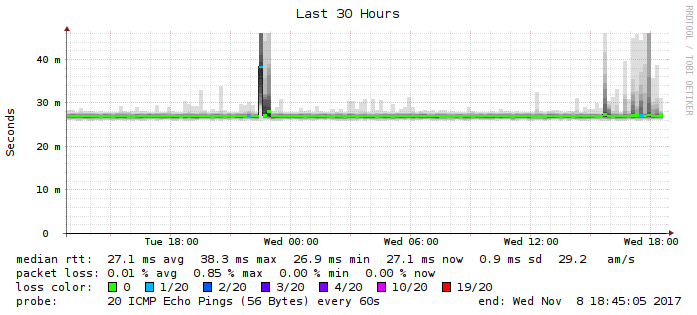 Last 30 Hours
RRDTOOL / TOBI OETIKER
Seconds
40 m
30 m
20 m
10 m
0
Tue 18:00 Wed 00:00 Wed 06:00 Wed 12:00 Wed 18:00
median rtt: 27.1 ms avg 38.3 ms max 26.9 ms min 27.1 ms now 0.9 ms sd 29.2 am/s
packet loss: 0.01 % avg 0.85 % max 0.00 % min 0.00 % now
loss color: 0 1/20 2/20 3/20 4/20 10/20 19/20
probe: 20 ICMP Echo Pings (56 Bytes) every 60s end: Wed Nov 8 18:45:05 2017